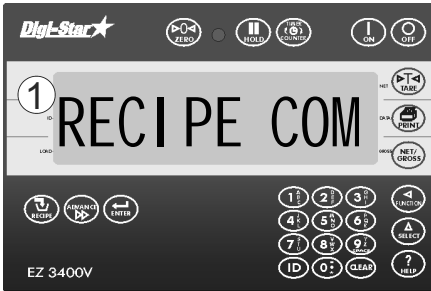 Digi-Star
ZERO
HOLD
TIMER
COUNTER
ON
OFF
1
RECIPE COM
NET
TARE
ID
DATA
PRINT
LOAD
GROSS
NET/
GROSS
RECIPE
ADVANCE
ENTER
1
2
3
FUNCTION
4
5
6
SELECT
7
8
9
SPACE
ID
0
CLEAR
?
HELP
EZ 3400V